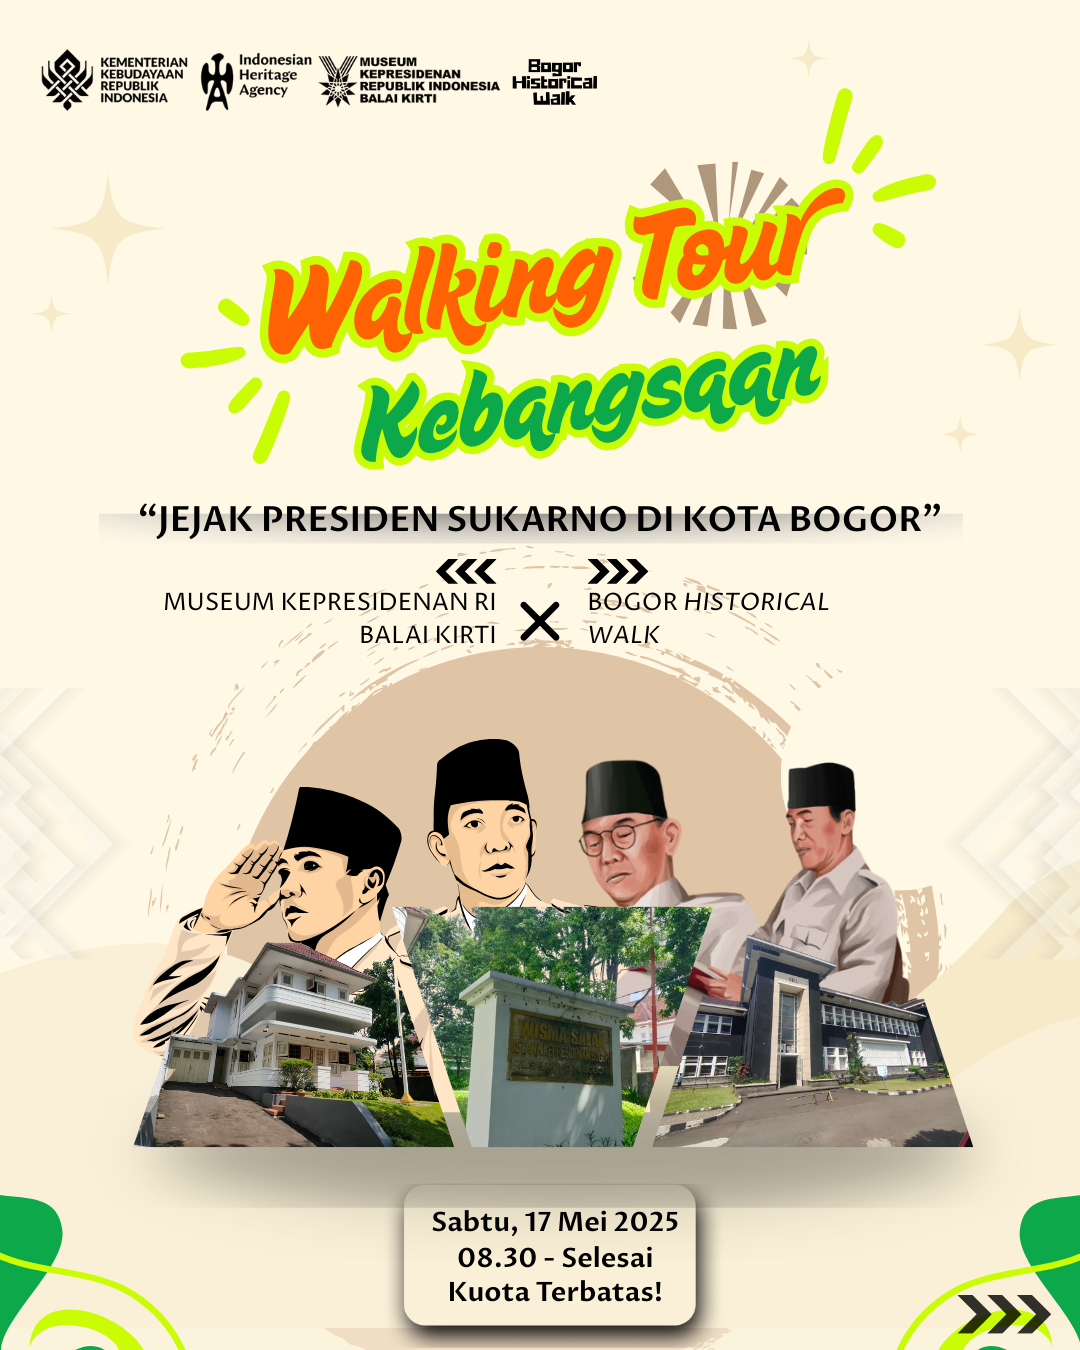 KEMENTERIAN
KEBUDAYAAN
REPUBLIK
INDONESIA
Indonesian
Heritage
Agency
MUSEUM
KEPRESIDENAN
REPUBLIK INDONESIA
BALAI KIRTI
Bogor
Historical
Walk
Walking Tour
Kebangsaan
“JEJAK PRESIDEN SUKARNO DI KOTA BOGOR”
MUSEUM KEPRESIDENAN RI
BALAI KIRTI
BOGOR HISTORICAL
WALK
WISMA SALAK
Sabtu, 17 Mei 2025
08.30 - Selesai
Kuota Terbatas!